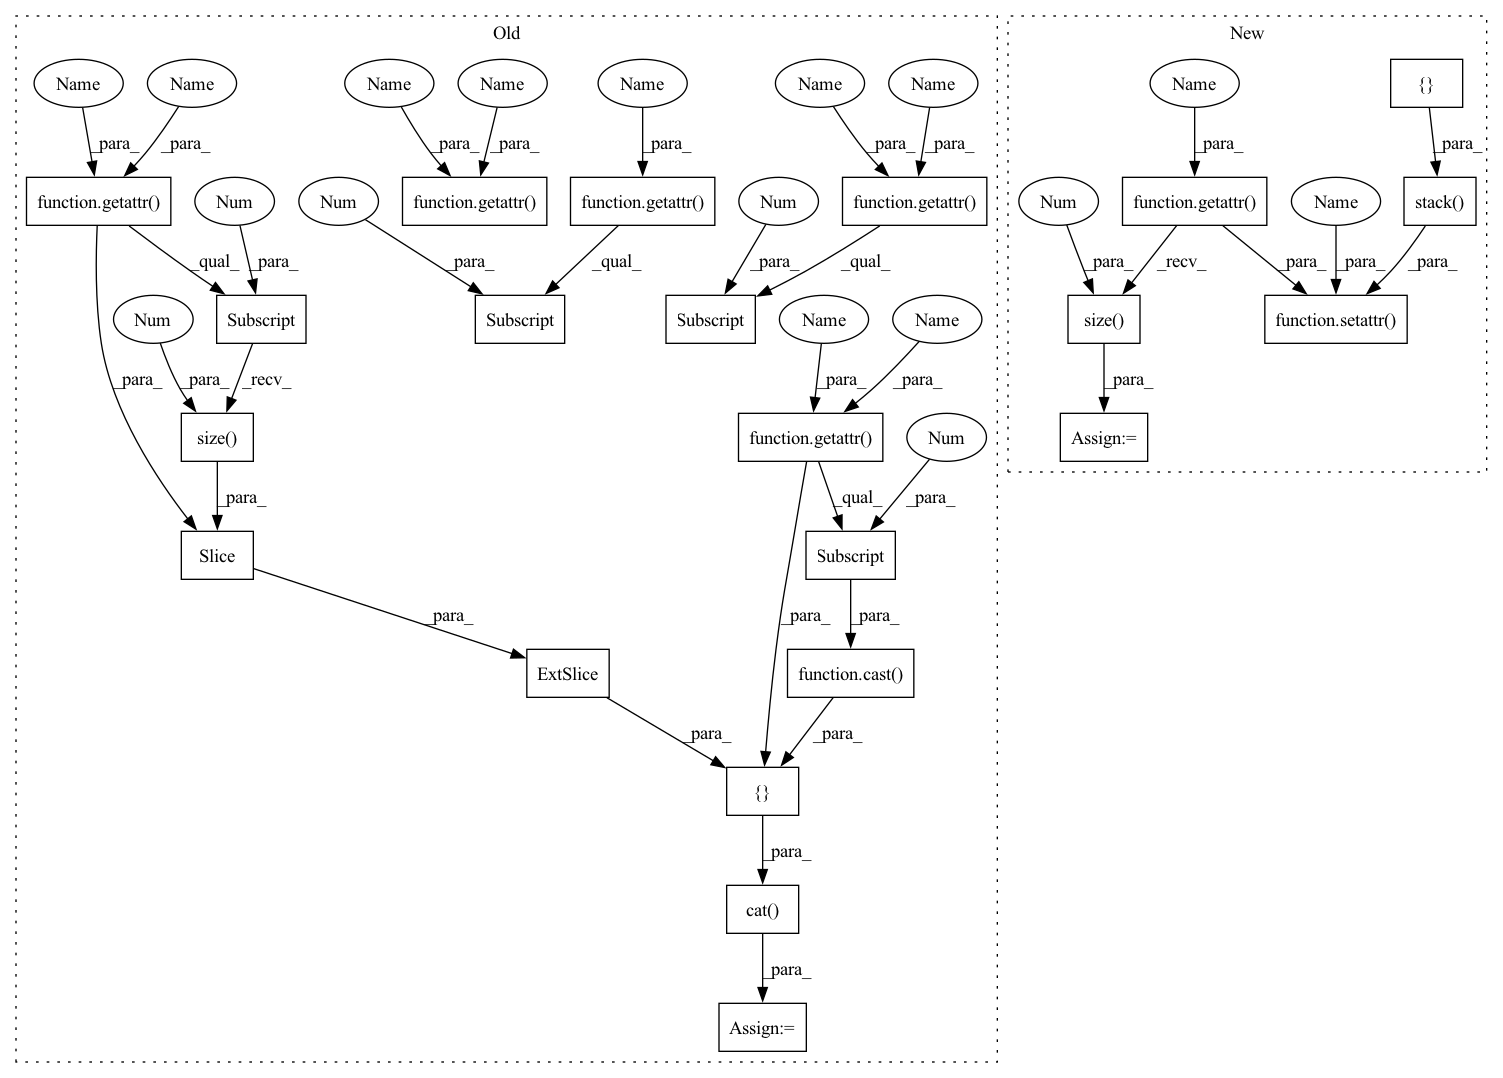 Old
New
Name
Name
Name
Name
Name
Name
Name
Name
{}
_para_
_para_
_para_
_para_
_para_
_para_
_para_
_para_
_para_
function.getattr()
Num
Num
function.getattr()
function.getattr()
Num
function.getattr()
Num
function.getattr()
Name
stack()
_qual_
_para_
_para_
_qual_
_para_
_qual_
_para_
_recv_
_para_
_para_
_para_
Num
Subscript
Subscript
Subscript
Name
Name
size()
function.setattr()
_para_
_para_
_recv_
_para_
_para_
_para_
size()
function.getattr()
Num
Assign:=
_para_
_qual_
_para_
Slice
Subscript
_para_
_para_
_para_
ExtSlice
function.cast()
_para_
_para_
{}
_para_
cat()
_para_
Assign:=